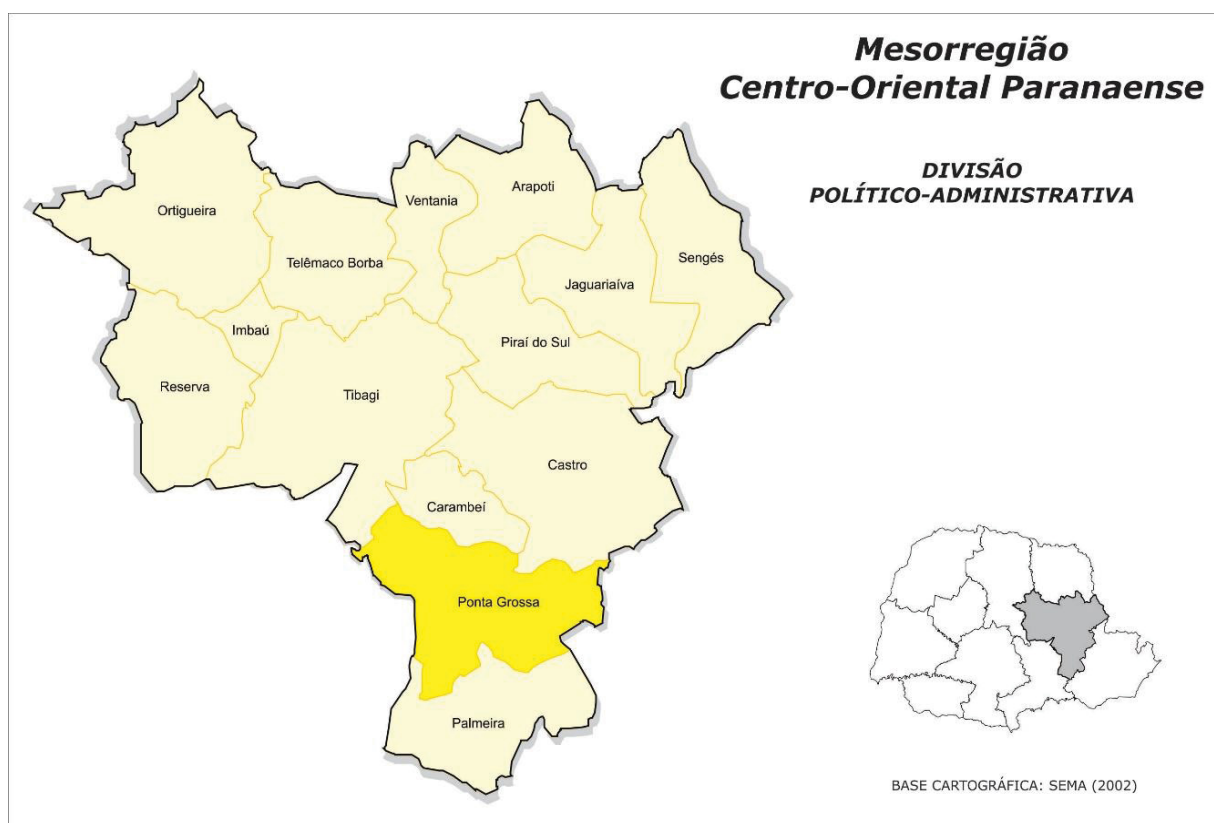 Mesorregião
Centro-Oriental Paranaense
DIVISÃO
POLÍTICO-ADMINISTRATIVA
Arapoti
Ventania
Ortigueira
Sengés
Telêmaco Borba
Jaguariaíva
Imbaú
Piraí do Sul
Reserva
Tibagi
Castro
Carambeí
Ponta Grossa
Palmeira
BASE CARTOGRÁFICA: SEMA (2002)